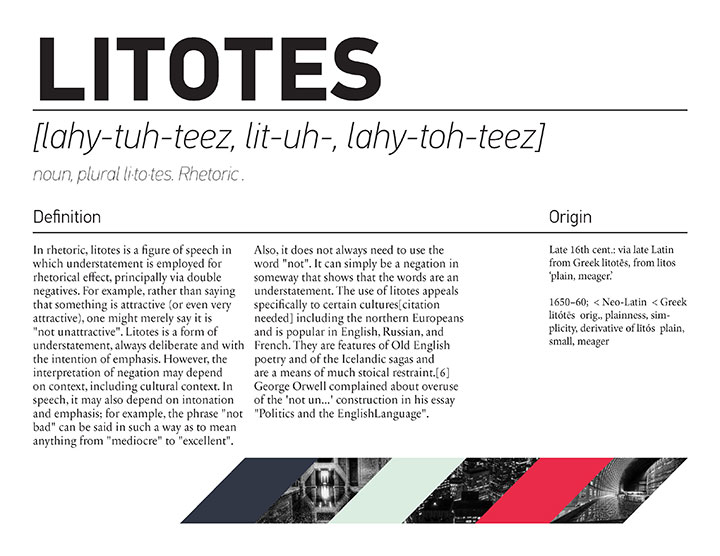 LITOTES
[lahy-tuh-teez, lit-uh-, lahy-toh-teez]
noun, plural li·to·tes. Rhetoric .
Definition
In rhetoric, litotes is a figure of speech in
which understatement is employed for
rhetorical effect, principally via double
negatives. For example, rather than saying
that something is attractive (or even very
attractive), one might merely say it is
"not unattractive". Litotes is a form of
understatement, always deliberate and with
the intention of emphasis. However, the
interpretation of negation may depend
on context, including cultural context. In
speech, it may also depend on intonation
and emphasis; for example, the phrase "not
bad" can be said in such a way as to mean
anything from "mediocre" to "excellent".
Also, it does not always need to use the
word "not". It can simply be a negation in
someway that shows that the words are an
understatement. The use of litotes appeals
specifically to certain cultures[citation
needed] including the northern Europeans
and is popular in English, Russian, and
French. They are features of Old English
poetry and of the Icelandic sagas and
are a means of much stoical restraint.[6]
George Orwell complained about overuse
of the 'not un...' construction in his essay
"Politics and the EnglishLanguage".
Origin
Late 16th cent.: via late Latin
from Greek litotēs, from litos
'plain, meager.'
1650–60; < Neo-Latin < Greek
litótēs orig., plainness, sim-
plicity, derivative of litós plain,
small, meager